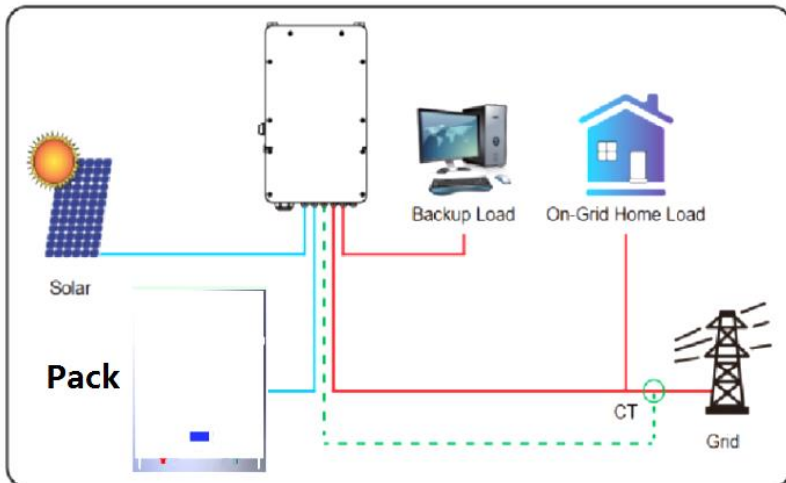 Backup Load
On-Grid Home Load
Solar
Pack
CT
Grid